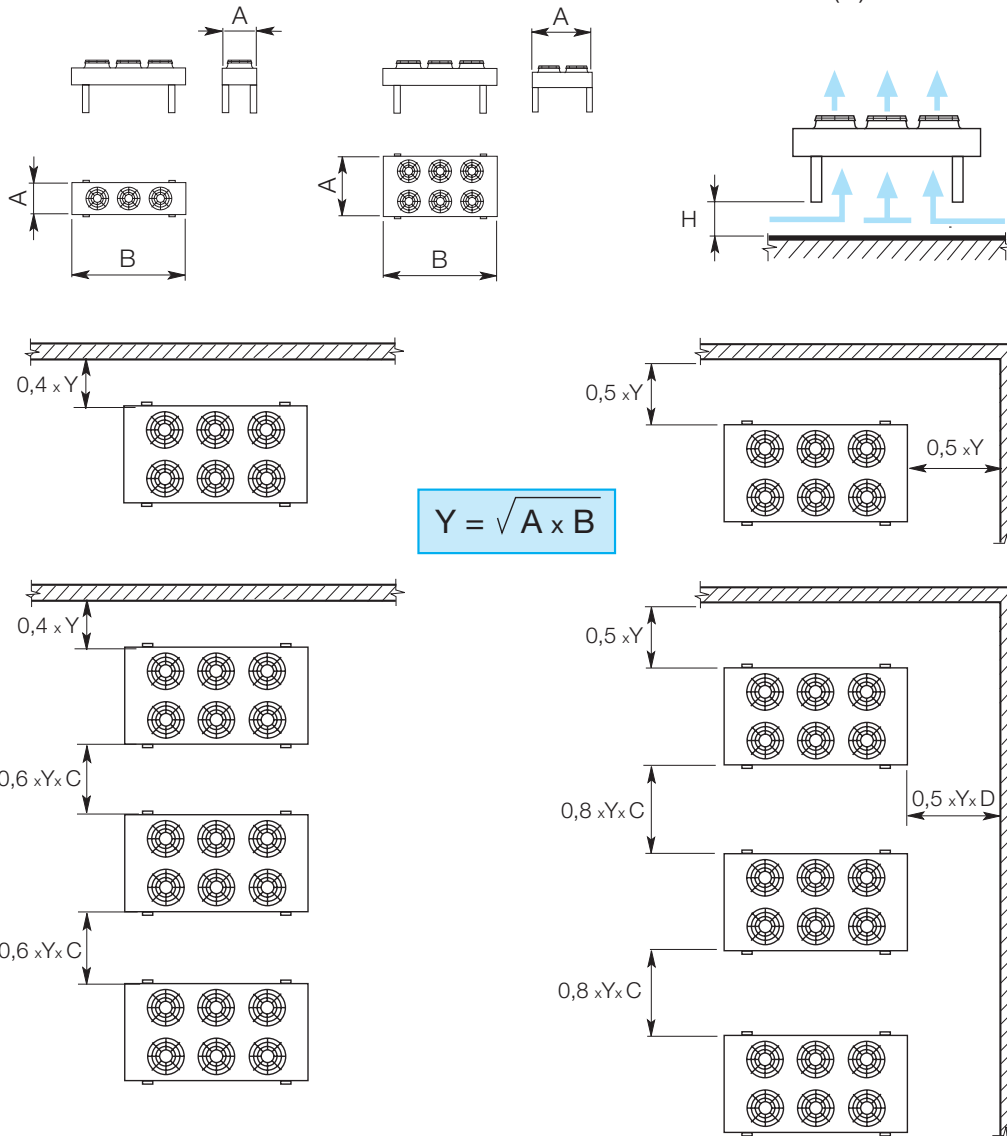 A
A
A
A
B
B
H
0,4 x Y
0,5 x Y
0,5 x Y
Y = √A x B
0,4 x Y
0,5 x Y
0,6 x Y x C
0,8 x Y x C
0,5 x Y x D
0,6 x Y x C
0,8 x Y x C